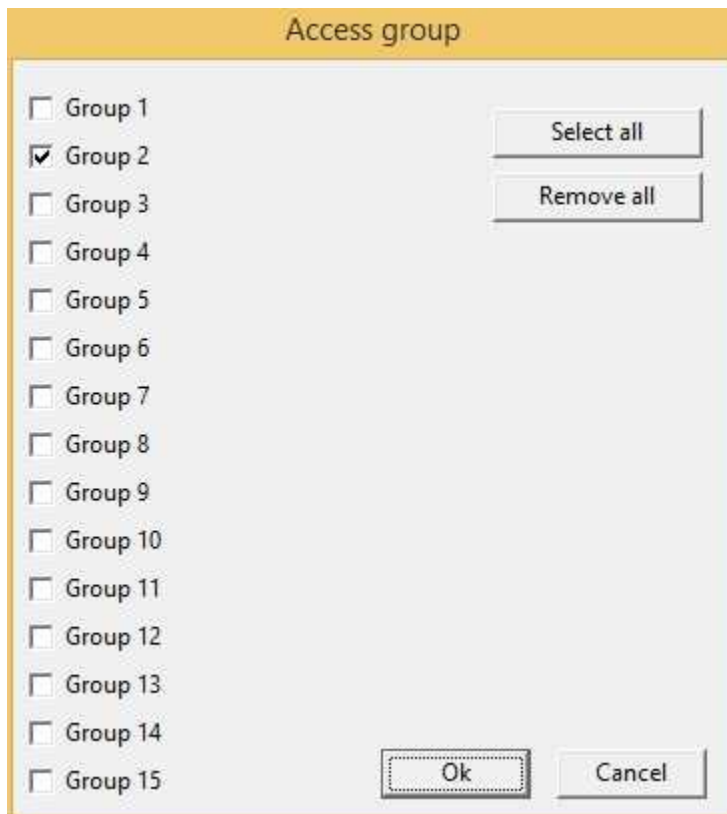 Access group
Group 1
Group 2
Group 3
Group 4
Group 5
Group 6
Group 7
Group 8
Group 9
Group 10
Group 11
Group 12
Group 13
Group 14
Group 15
Select all
Remove all
Ok
Cancel